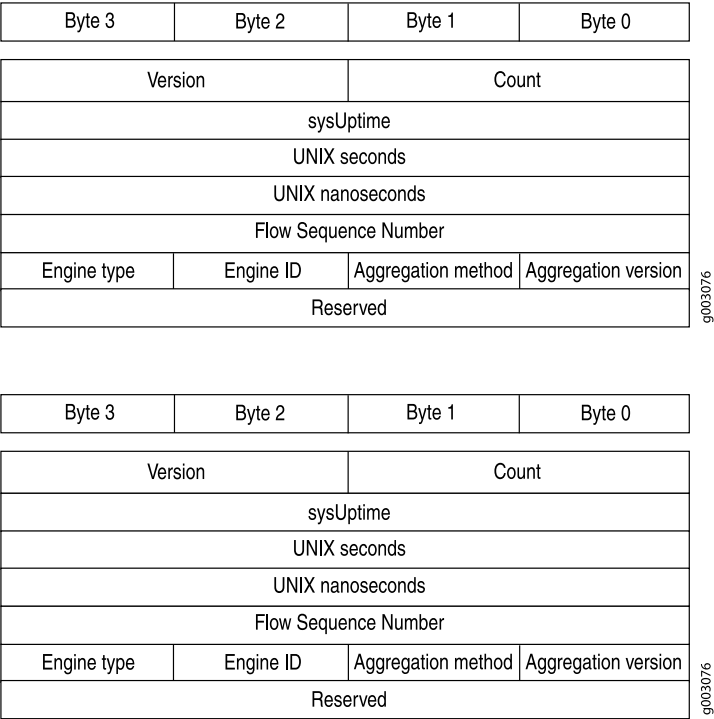 Byte 3 Byte 2 Byte 1 Byte 0
Version Count
sysUptime
UNIX seconds
UNIX nanoseconds
Flow Sequence Number
Engine type Engine ID Aggregation method Aggregation version
Reserved
g003076
Byte 3 Byte 2 Byte 1 Byte 0
Version Count
sysUptime
UNIX seconds
UNIX nanoseconds
Flow Sequence Number
Engine type Engine ID Aggregation method Aggregation version
Reserved
g003076